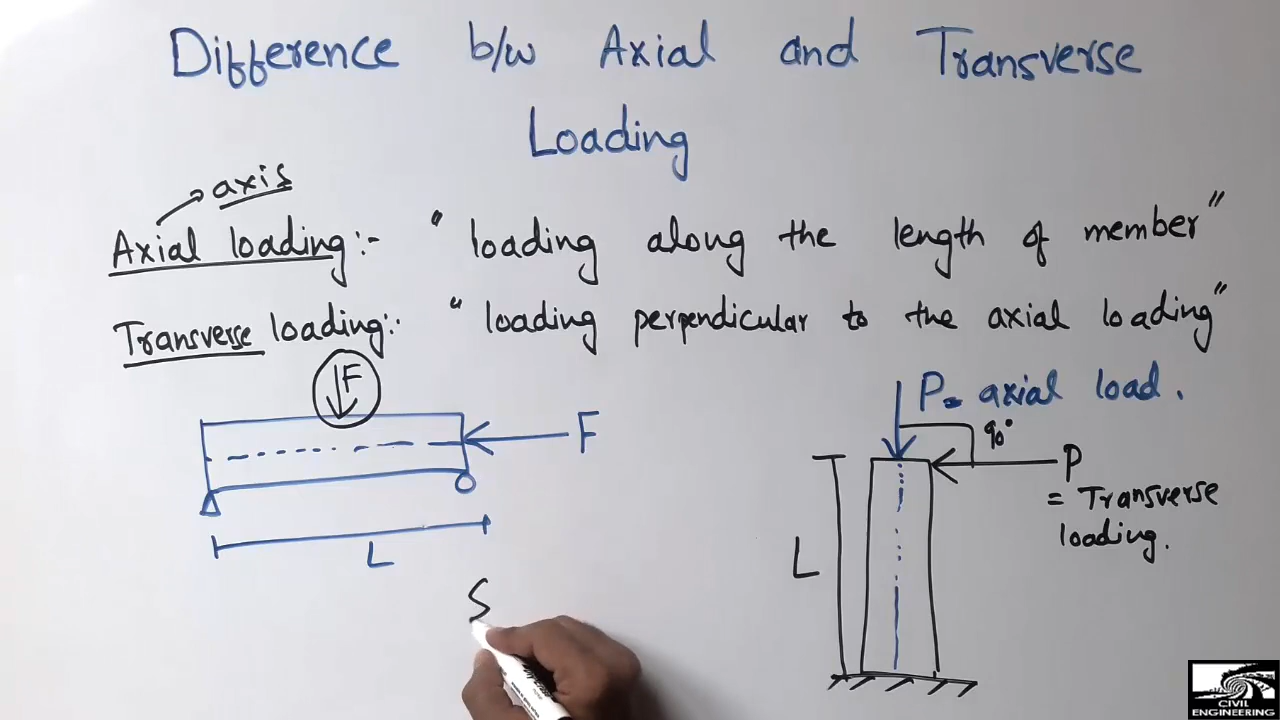 Difference b/w Axial and Transverse
Loading
axis
Axial loading:- "loading along the length of member"
Transverse loading:- "loading perpendicular to the axial loading"
F
F
L
S
P= axial load.
90°
P
= Transverse
loading.
L
CIVIL
ENGINEERING